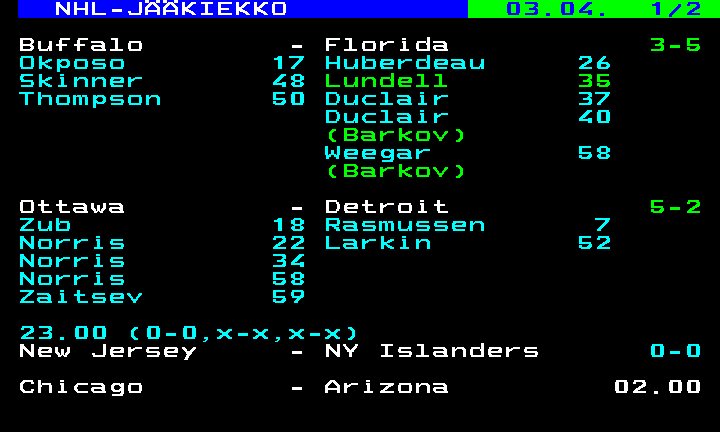 NHL-JÄÄKIEKKO 03.04. 1/2
Buffalo - Florida 3-5
Okposo 17 Huberdeau 26
Skinner 48 Lundell 35
Thompson 50 Duclair 37
Duclair 40
(Barkov)
Weegar 58
(Barkov)
Ottawa - Detroit 5-2
Zub 18 Rasmussen 7
Norris 22 Larkin 52
Norris 34
Norris 58
Zaitsev 59
23.00 (0-0,x-x,x-x)
New Jersey - NY Islanders 0-0
Chicago - Arizona 02.00